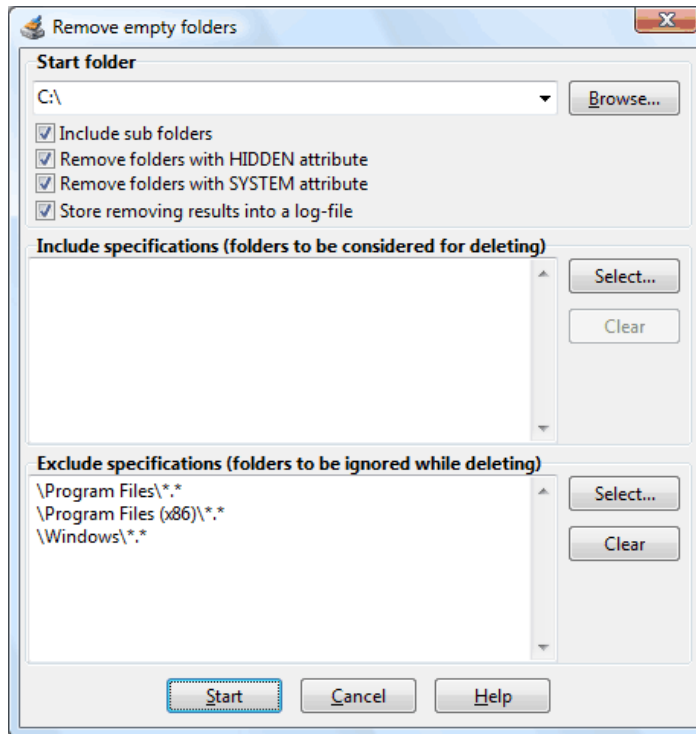 Remove empty folders
Start folder
C:\
Browse...
Include sub folders
Remove folders with HIDDEN attribute
Remove folders with SYSTEM attribute
Store removing results into a log-file
Include specifications (folders to be considered for deleting)
Select...
Clear
Exclude specifications (folders to be ignored while deleting)
\Program Files\*.*
Select...
\Program Files (x86)\*.*
\Windows\*.*
Clear
Start Cancel Help